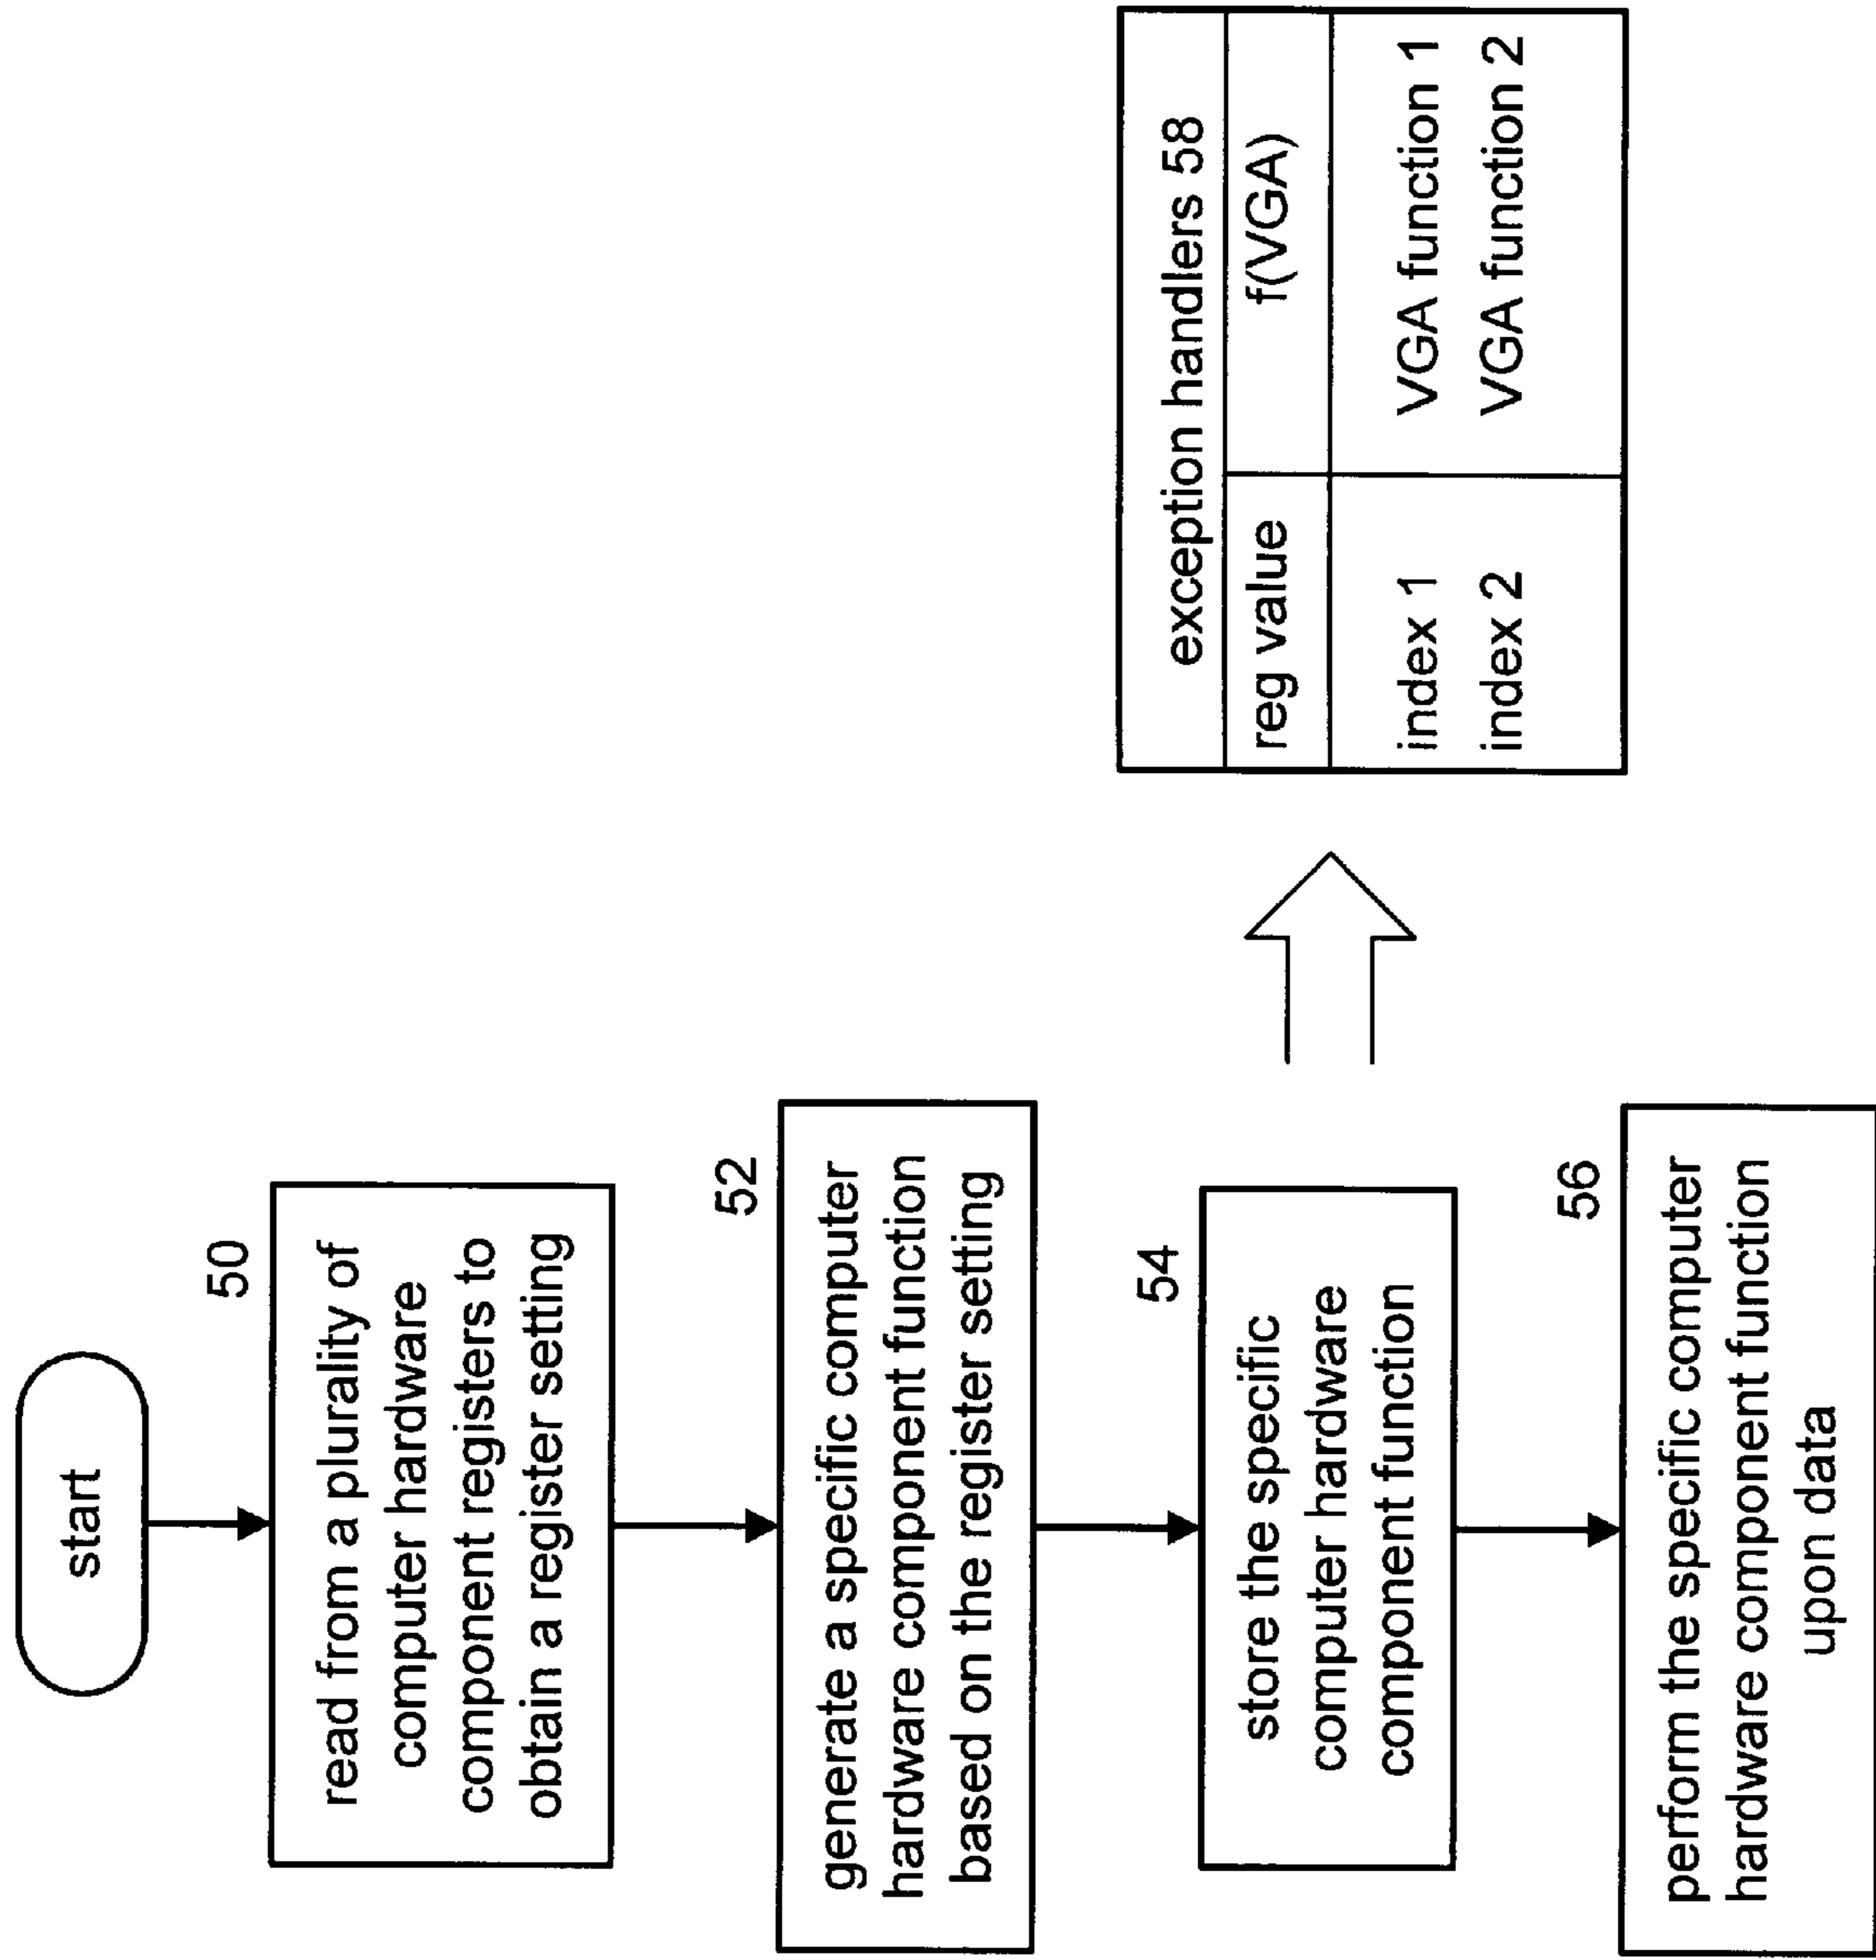 start
50
read from a plurality of
computer hardware
component registers to
obtain a register setting
52
generate a specific computer
hardware component function
based on the register setting
54
store the specific
computer hardware
component function
56
perform the specific computer
hardware component function
upon data
exception handlers 58
reg value f(VGA)
index 1 VGA function 1
index 2 VGA function 2